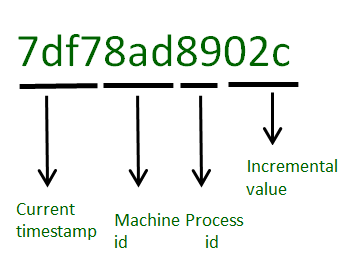 7df78ad8902c
Incremental
value
Current
timestamp
Machine
id
Process
id